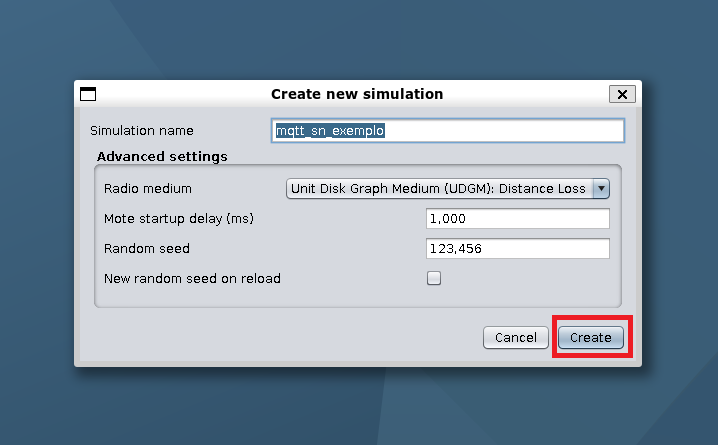 Create new simulation
Simulation name mqtt_sn_exemplo
Advanced settings
Radio medium Unit Disk Graph Medium (UDGM): Distance Loss
Mote startup delay (ms) 1,000
Random seed 123,456
New random seed on reload
Cancel Create